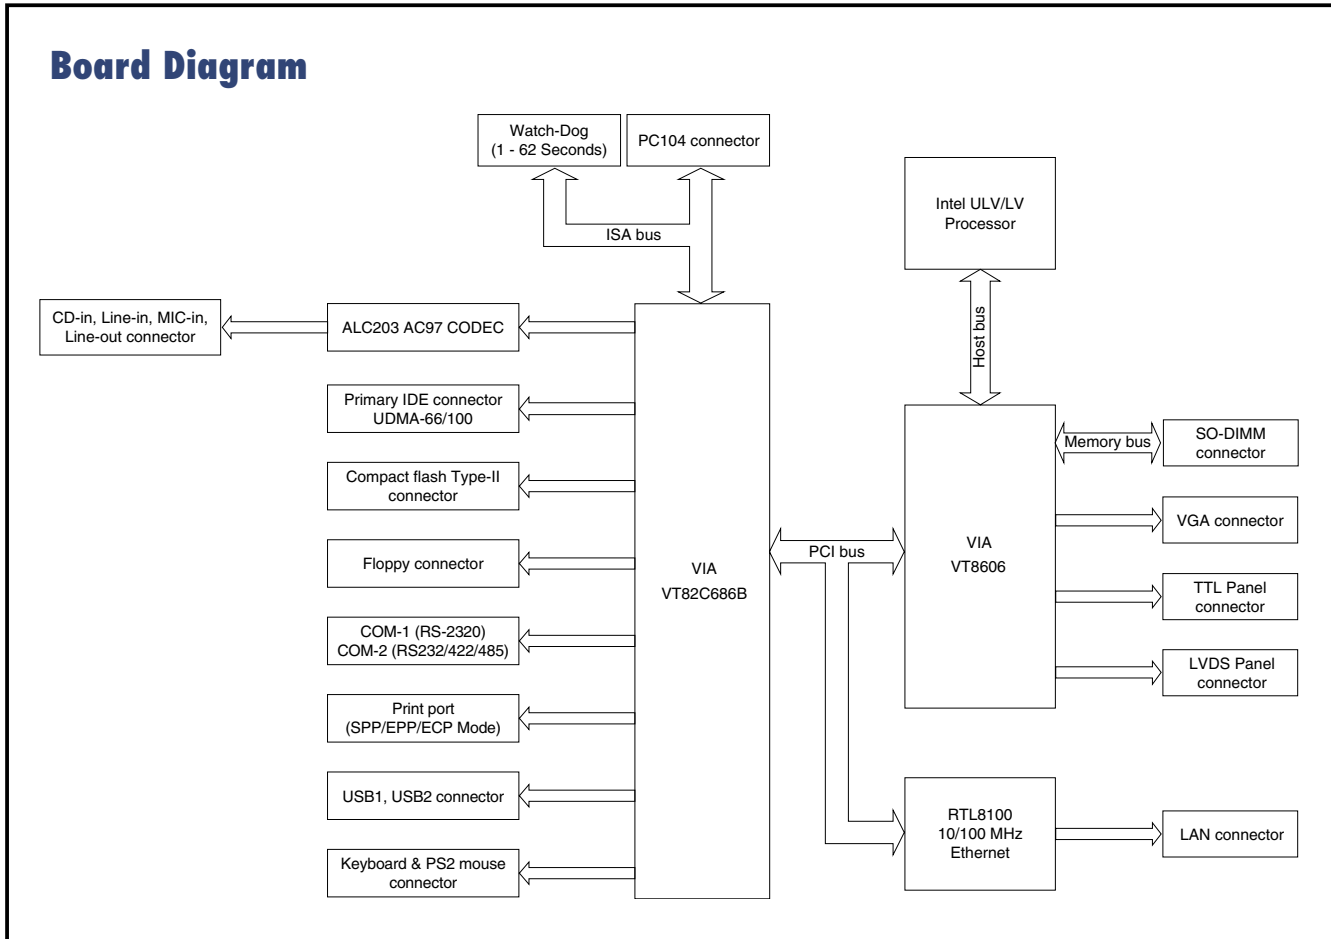 Board Diagram
Watch-Dog
(1 - 62 Seconds)
PC104 connector
ISA bus
Intel ULV/LV
Processor
Host bus
CD-in, Line-in, MIC-in,
Line-out connector
ALC203 AC97 CODEC
Primary IDE connector
UDMA-66/100
Compact flash Type-II
connector
Floppy connector
COM-1 (RS-2320)
COM-2 (RS232/422/485)
Print port
(SPP/EPP/ECP Mode)
USB1, USB2 connector
Keyboard & PS2 mouse
connector
VIA
VT82C686B
PCI bus
VIA
VT8606
Memory bus
SO-DIMM
connector
VGA connector
TTL Panel
connector
LVDS Panel
connector
RTL8100
10/100 MHz
Ethernet
LAN connector